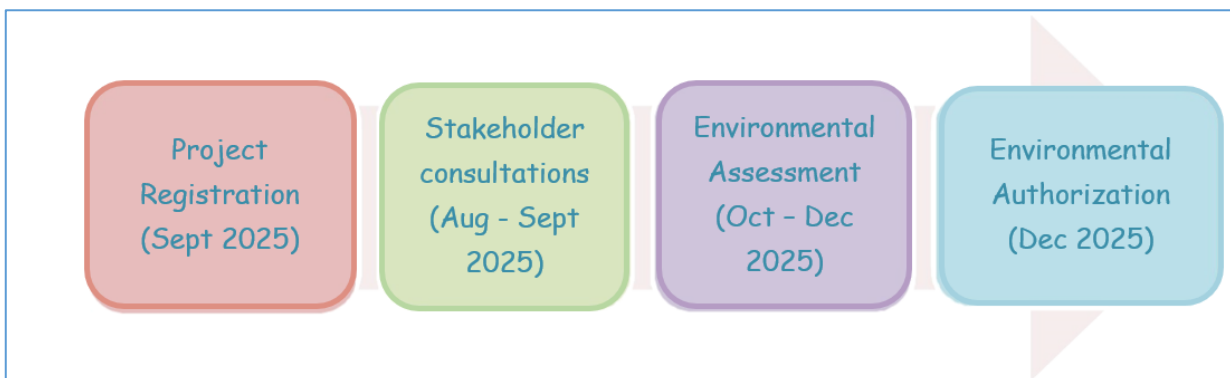 Project
Registration
(Sept 2025)
Stakeholder
consultations
(Aug - Sept
2025)
Environmental
Assessment
(Oct – Dec
2025)
Environmental
Authorization
(Dec 2025)